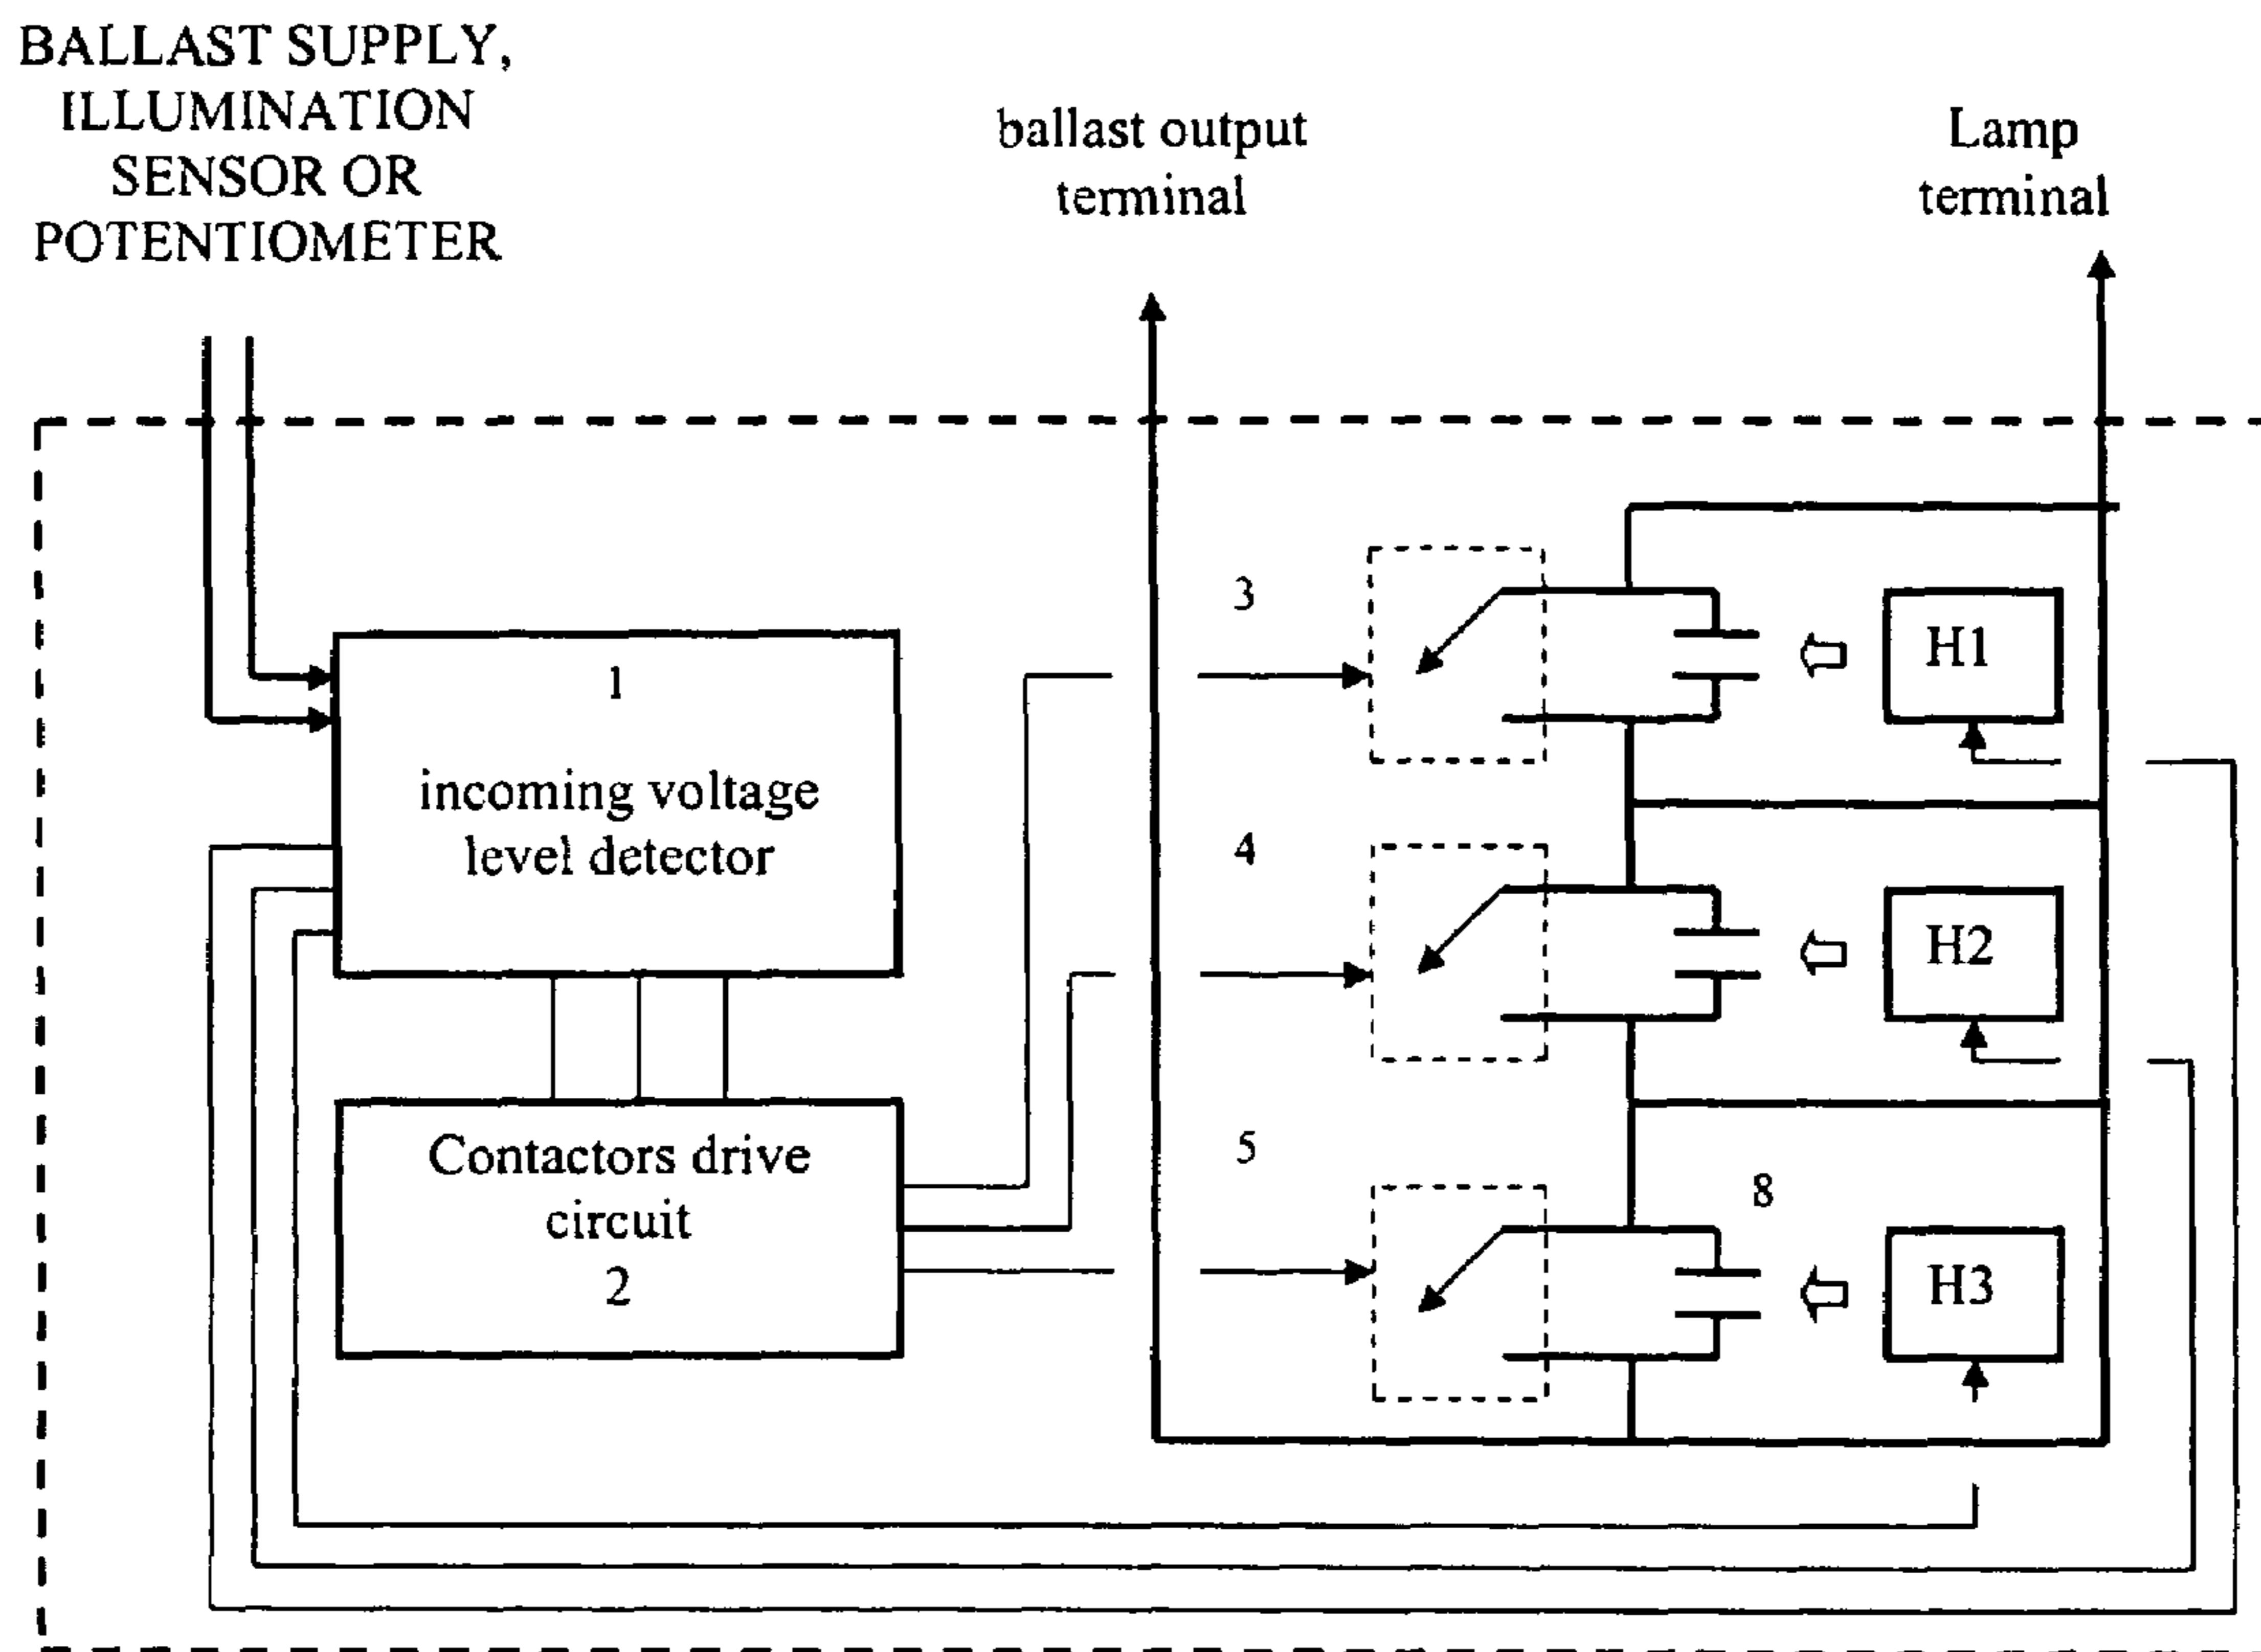 BALLAST SUPPLY,
ILLUMINATION
SENSOR OR
POTENTIOMETER
ballast output
terminal
Lamp
terminal
1
incoming voltage
level detector
Contactors drive
circuit
2
3
H1
4
H2
5
8
H3